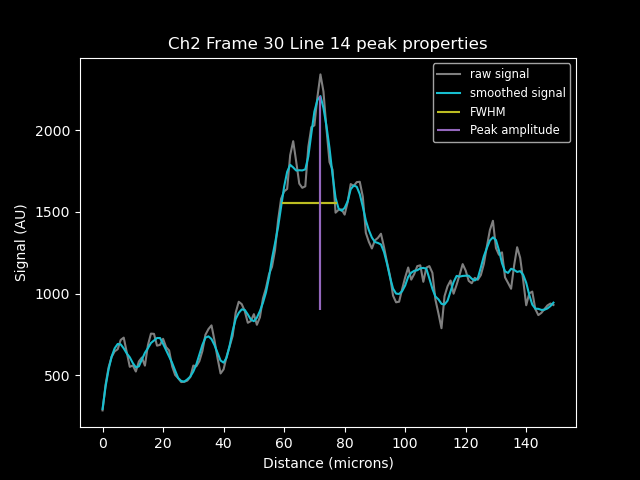 Ch2 Frame 30 Line 14 peak properties
raw signal
smoothed signal
FWHM
Peak amplitude
Signal (AU)
2000
1500
1000
500
0 20 40 60 80 100 120 140
Distance (microns)